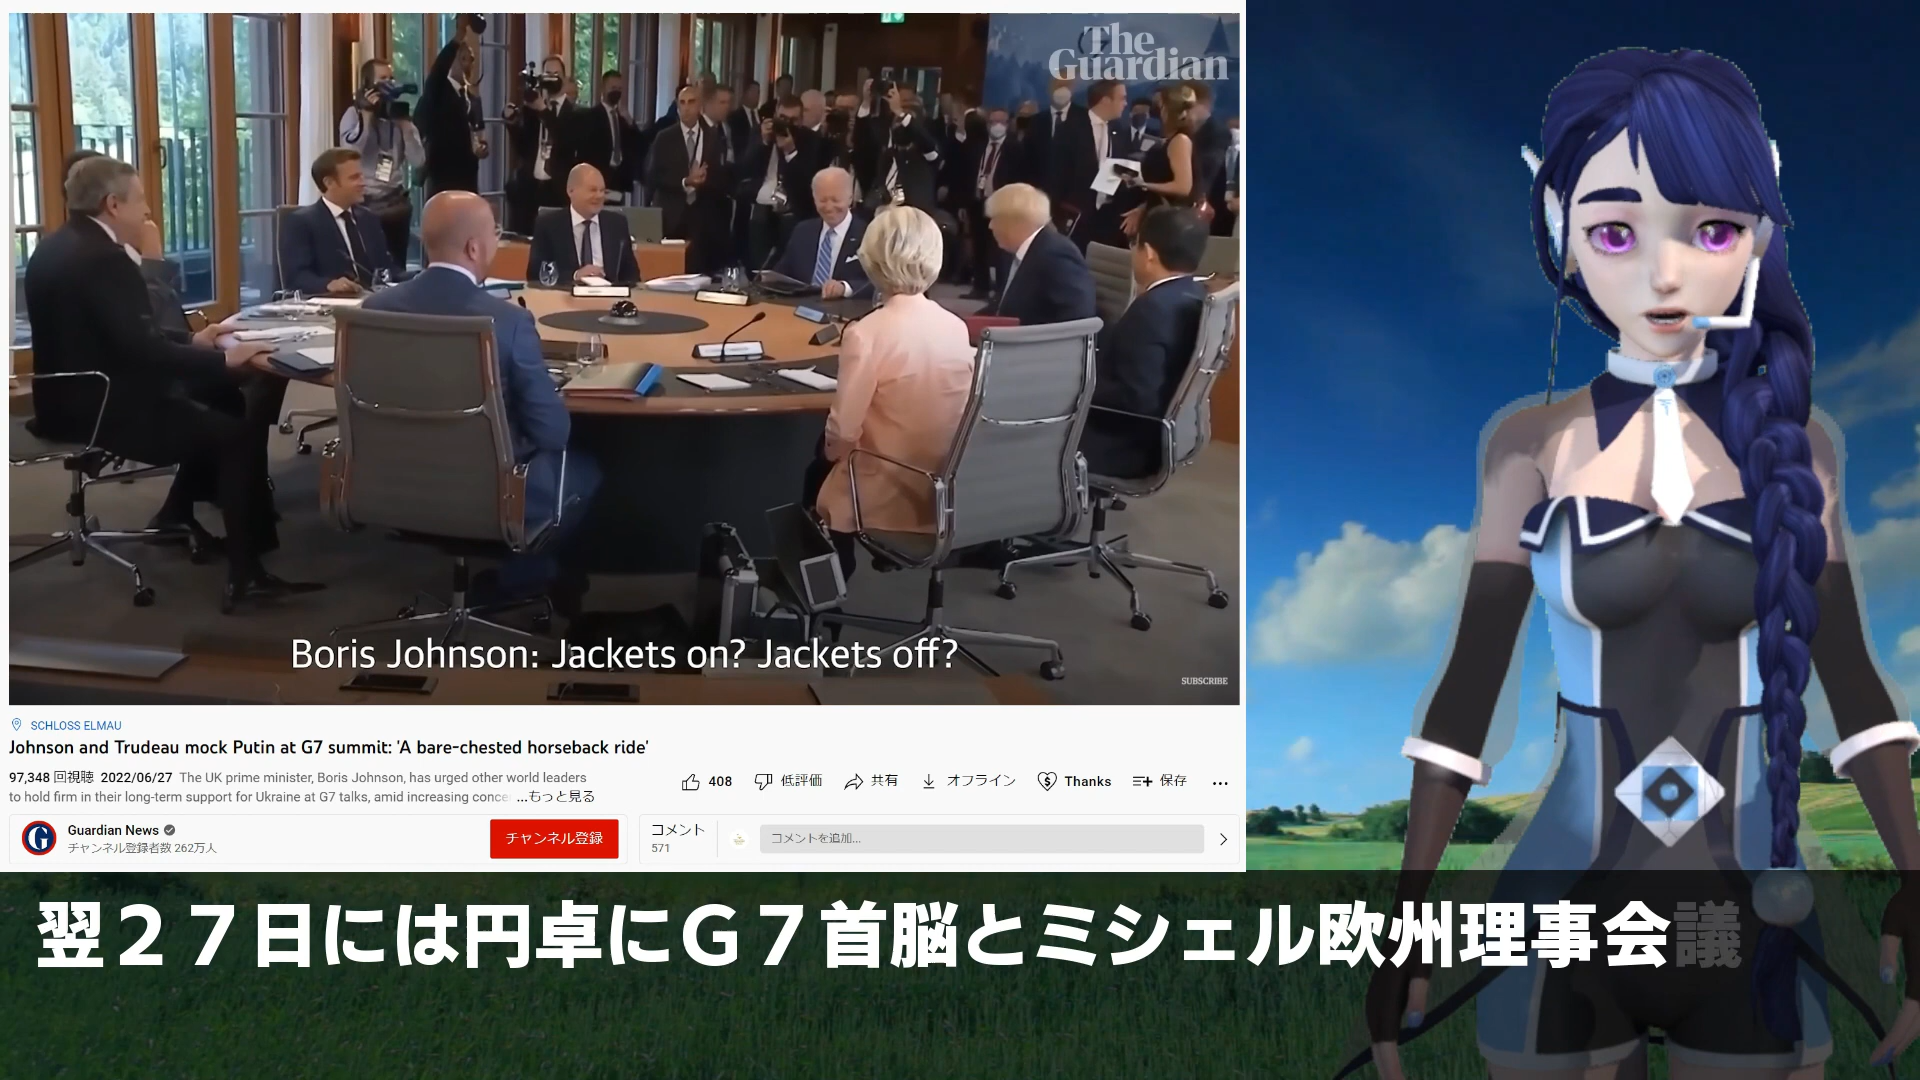 The
Guardian
Boris Johnson: Jackets on? Jackets off?
SUBSCRIBE
SCHLOSS ELMAU
Johnson and Trudeau mock Putin at G7 summit: 'A bare-chested horseback ride'
97,348 回視聴 2022/06/27 The UK prime minister, Boris Johnson, has urged other world leaders
to hold firm in their long-term support for Ukraine at G7 talks, amid increasing conce ...もっと見る
408 低評価 共有 オフライン Thanks 保存 ...
G
Guardian News
チャンネル登録者数 262万人
チャンネル登録
コメント
571
コメントを追加...
翌２７日には円卓にＧ７首脳とミシェル欧州理事会議